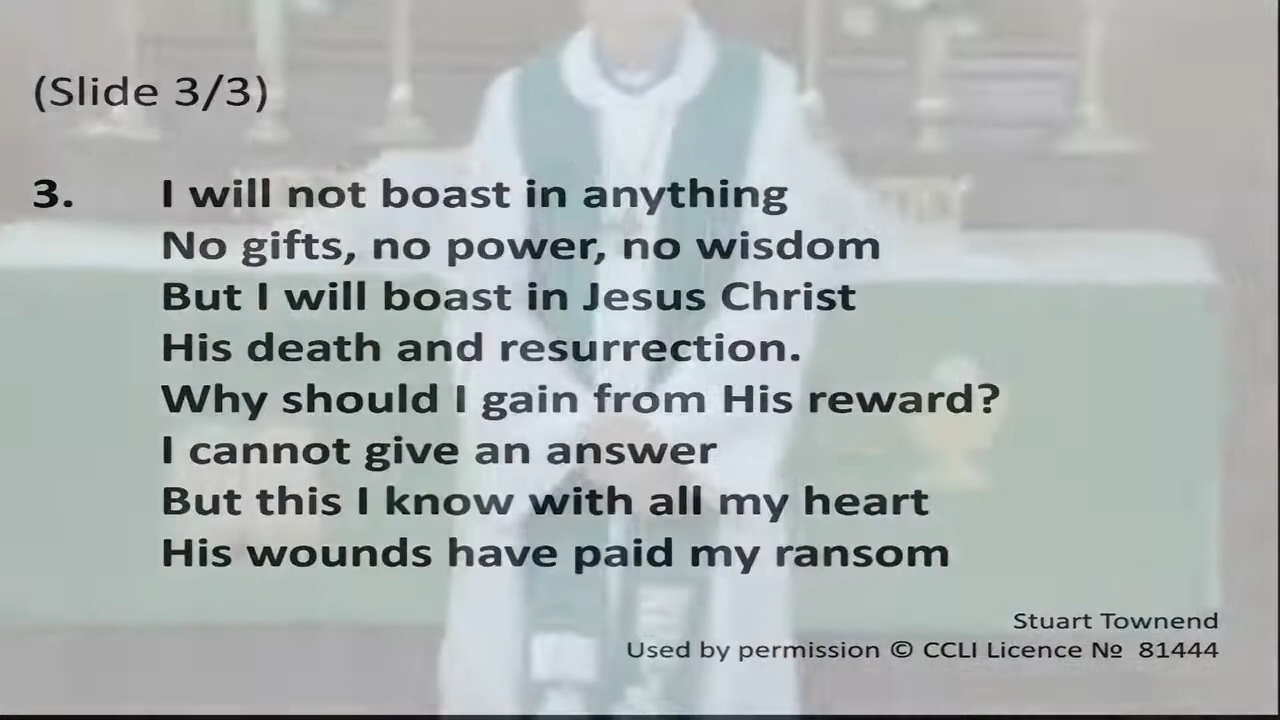 (Slide 3/3)
3. I will not boast in anything
No gifts, no power, no wisdom
But I will boast in Jesus Christ
His death and resurrection.
Why should I gain from His reward?
I cannot give an answer
But this I know with all my heart
His wounds have paid my ransom
Stuart Townend
Used by permission © CCLI Licence № 81444